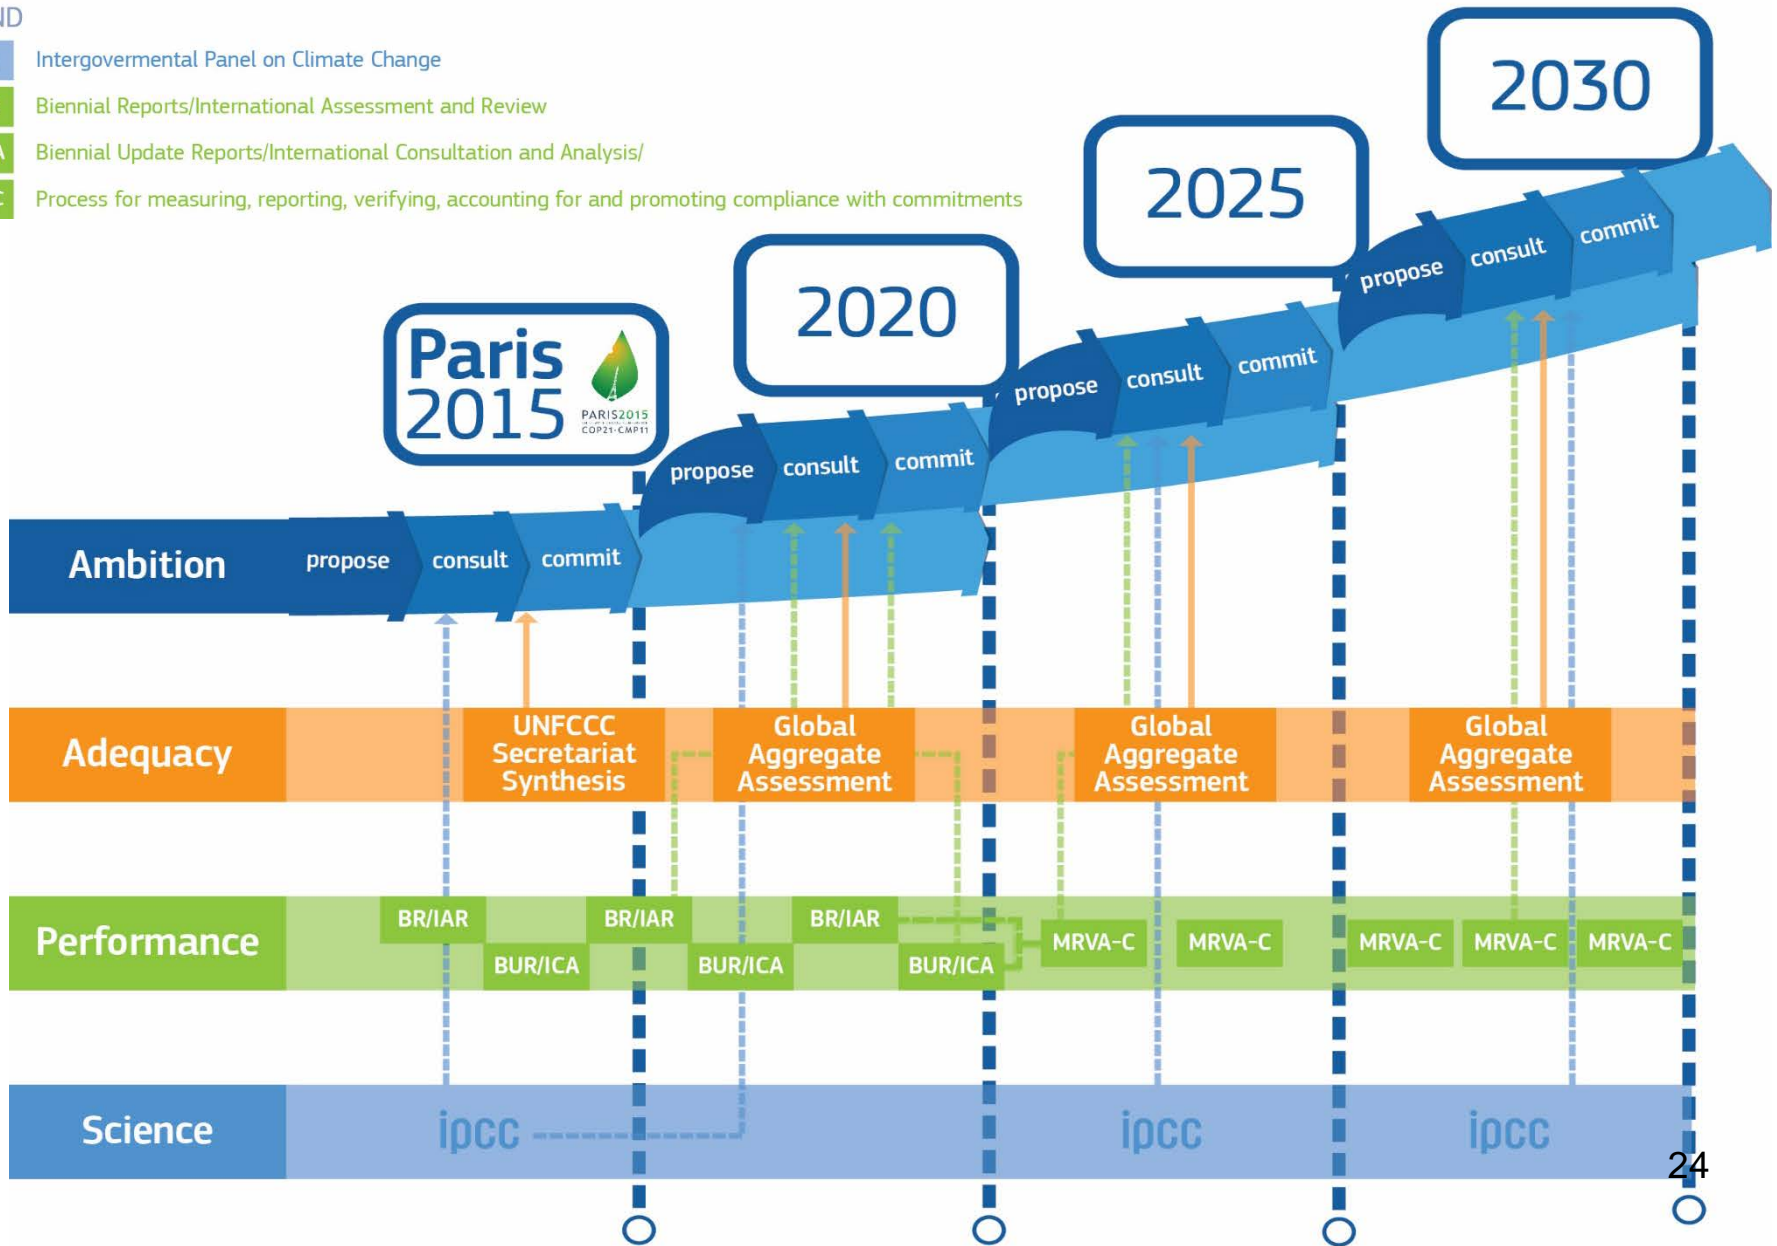 ND
Intergovermental Panel on Climate Change
Biennial Reports/International Assessment and Review
A
Biennial Update Reports/International Consultation and Analysis/
C
Process for measuring, reporting, verifying, accounting for and promoting compliance with commitments
Paris
2015
PARIS2015
COP21·CMP11
2020
2025
2030
Ambition
propose
consult
commit
propose
consult
commit
propose
consult
commit
propose
consult
commit
Adequacy
UNFCCC
Secretariat
Synthesis
Global
Aggregate
Assessment
Global
Aggregate
Assessment
Global
Aggregate
Assessment
Performance
BR/IAR
BUR/ICA
BR/IAR
BUR/ICA
BR/IAR
BUR/ICA
MRVA-C
MRVA-C
MRVA-C
MRVA-C
MRVA-C
Science
ipcc
ipcc
ipcc
24